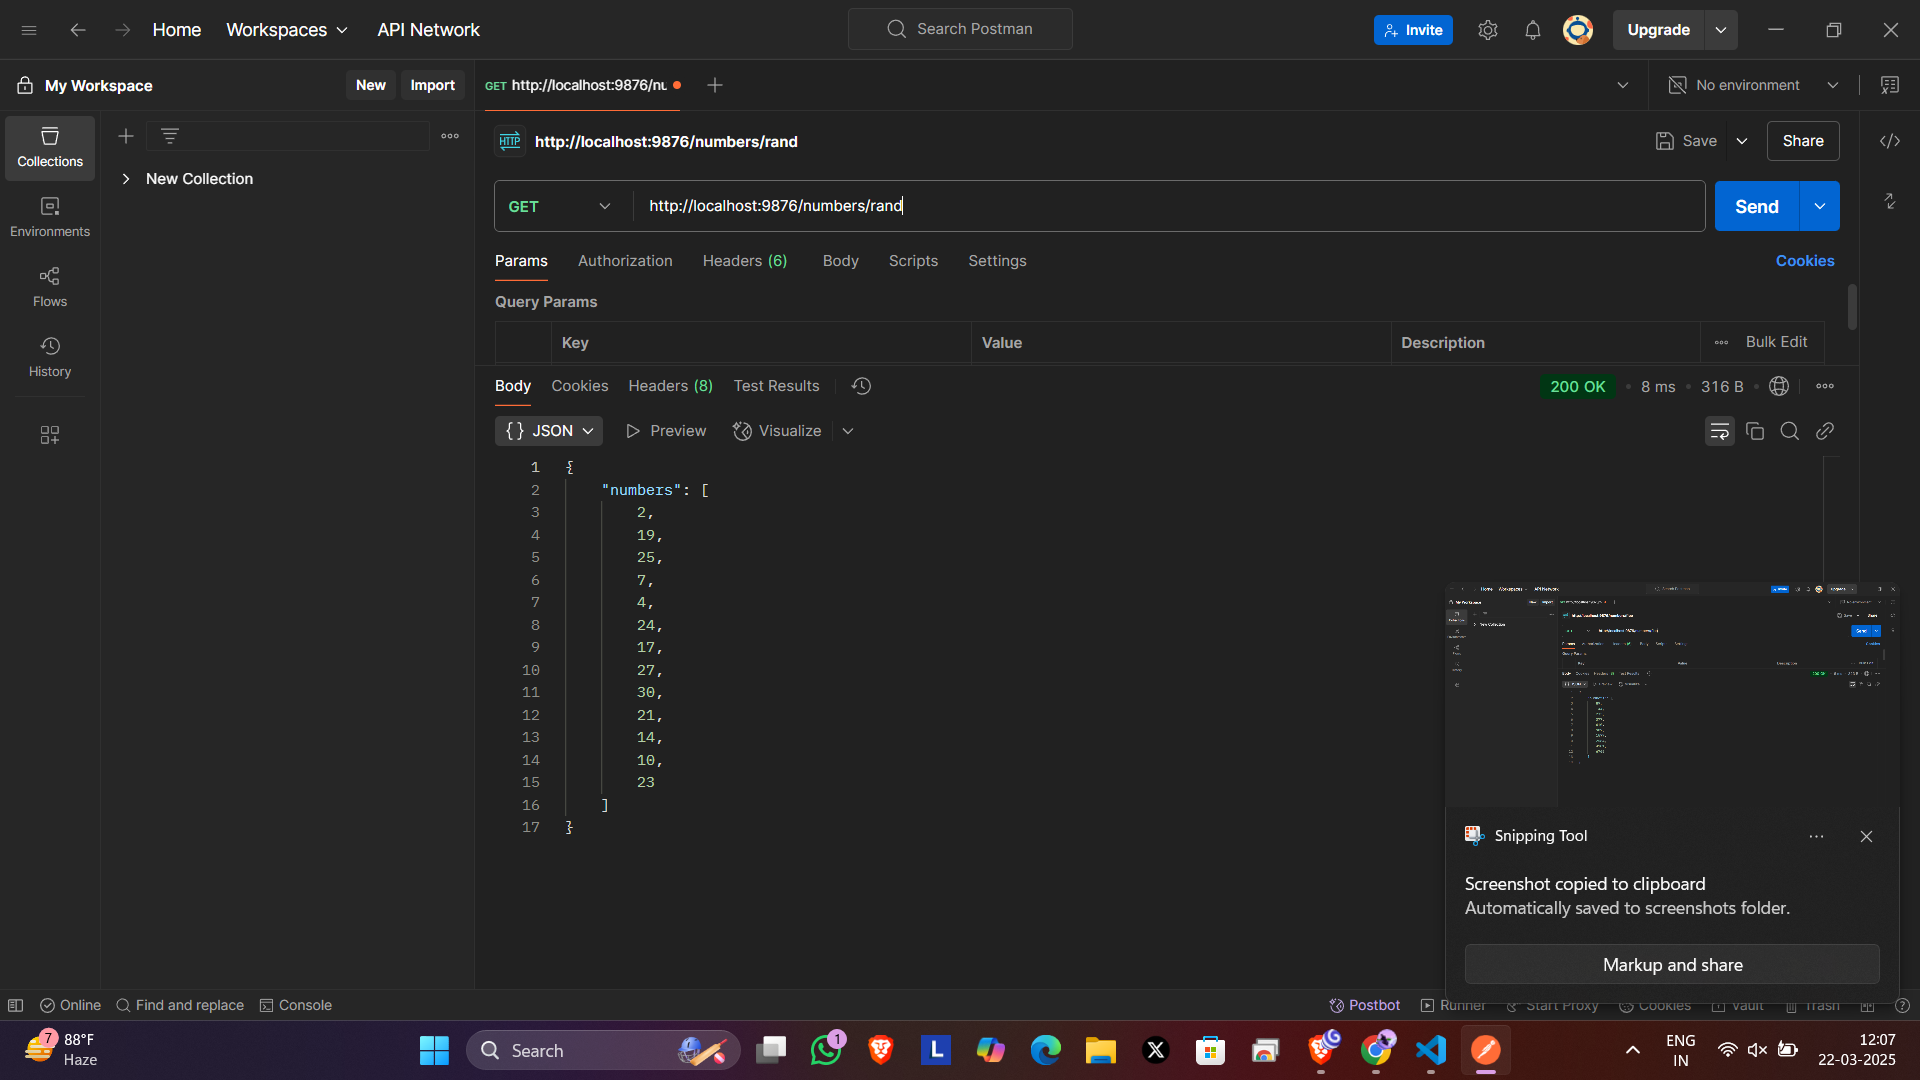 Home Workspaces API Network Search Postman Invite Upgrade
My Workspace New Import GET http://localhost:9876/nu No environment
HTTP http://localhost:9876/numbers/rand Save Share
Collections
New Collection
GET http://localhost:9876/numbers/rand Send
Environments
Params Authorization Headers (6) Body Scripts Settings Cookies
Flows
Query Params
Key Value Description Bulk Edit
History
Body Cookies Headers (8) Test Results 200 OK • 8 ms • 316 B
{} JSON Preview Visualize
1 {
2 "numbers": [
3 2,
4 19,
5 25,
6 7,
7 4,
8 24,
9 17,
10 27,
11 30,
12 21,
13 14,
14 10,
15 23
16 ]
17 }
Snipping Tool
Screenshot copied to clipboard
Automatically saved to screenshots folder.
Markup and share
Online Find and replace Console Postbot Runner Start Proxy Cookies Vault Trash
7 88°F
Haze
Search
L
1
ENG
IN
12:07
22-03-2025